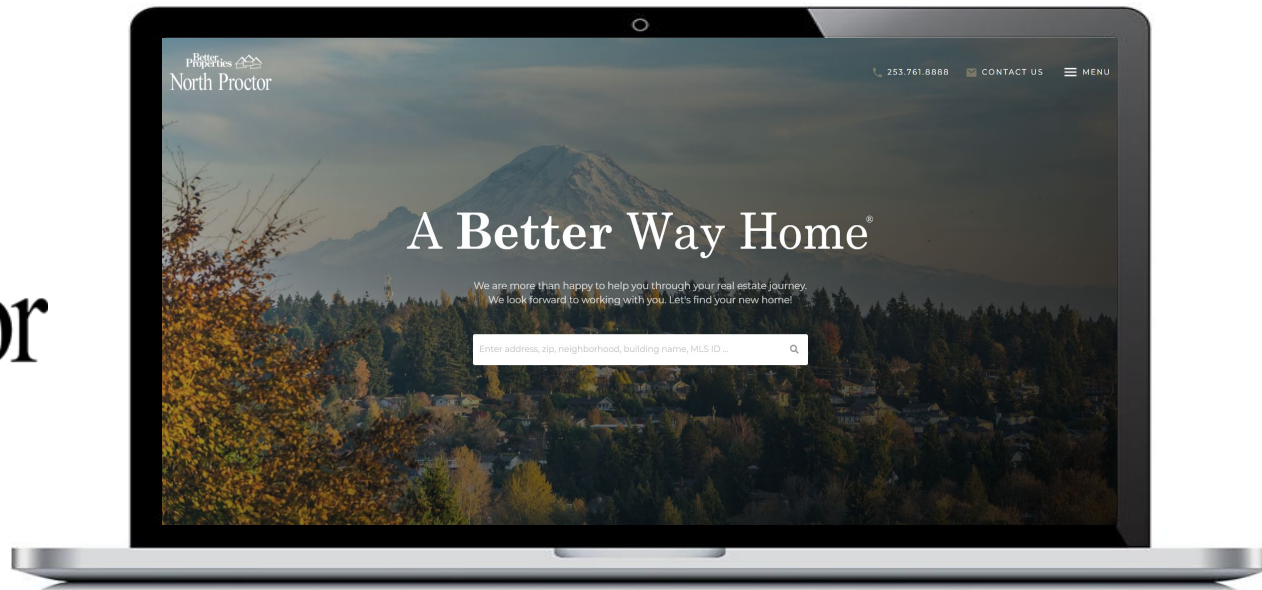 Better
Properties
North Proctor
253.761.8888
CONTACT US
MENU
A Better Way Home®
We are more than happy to help you through your real estate journey.
We look forward to working with you. Let's find your new home!
Enter address, zip, neighborhood, building name, MLS ID ...
or